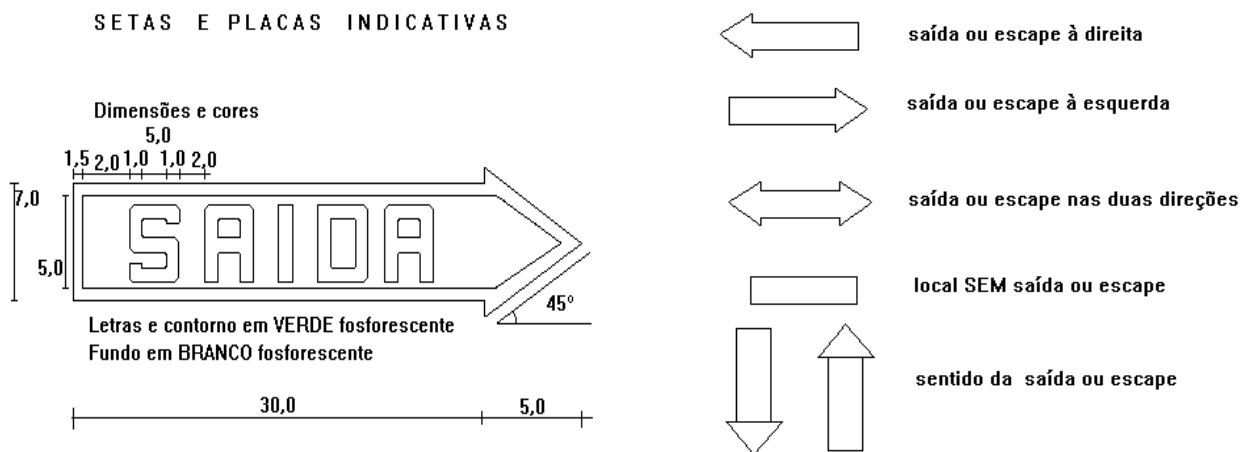 SETAS E PLACAS INDICATIVAS
Dimensões e cores
5,0
1,5 2,0 1,0 1,0 2,0
7,0
5,0
SAIDA
45º
Letras e contorno em VERDE fosforescente
Fundo em BRANCO fosforescente
30,0 5,0
saída ou escape à direita
saída ou escape à esquerda
saída ou escape nas duas direções
local SEM saída ou escape
sentido da saída ou escape